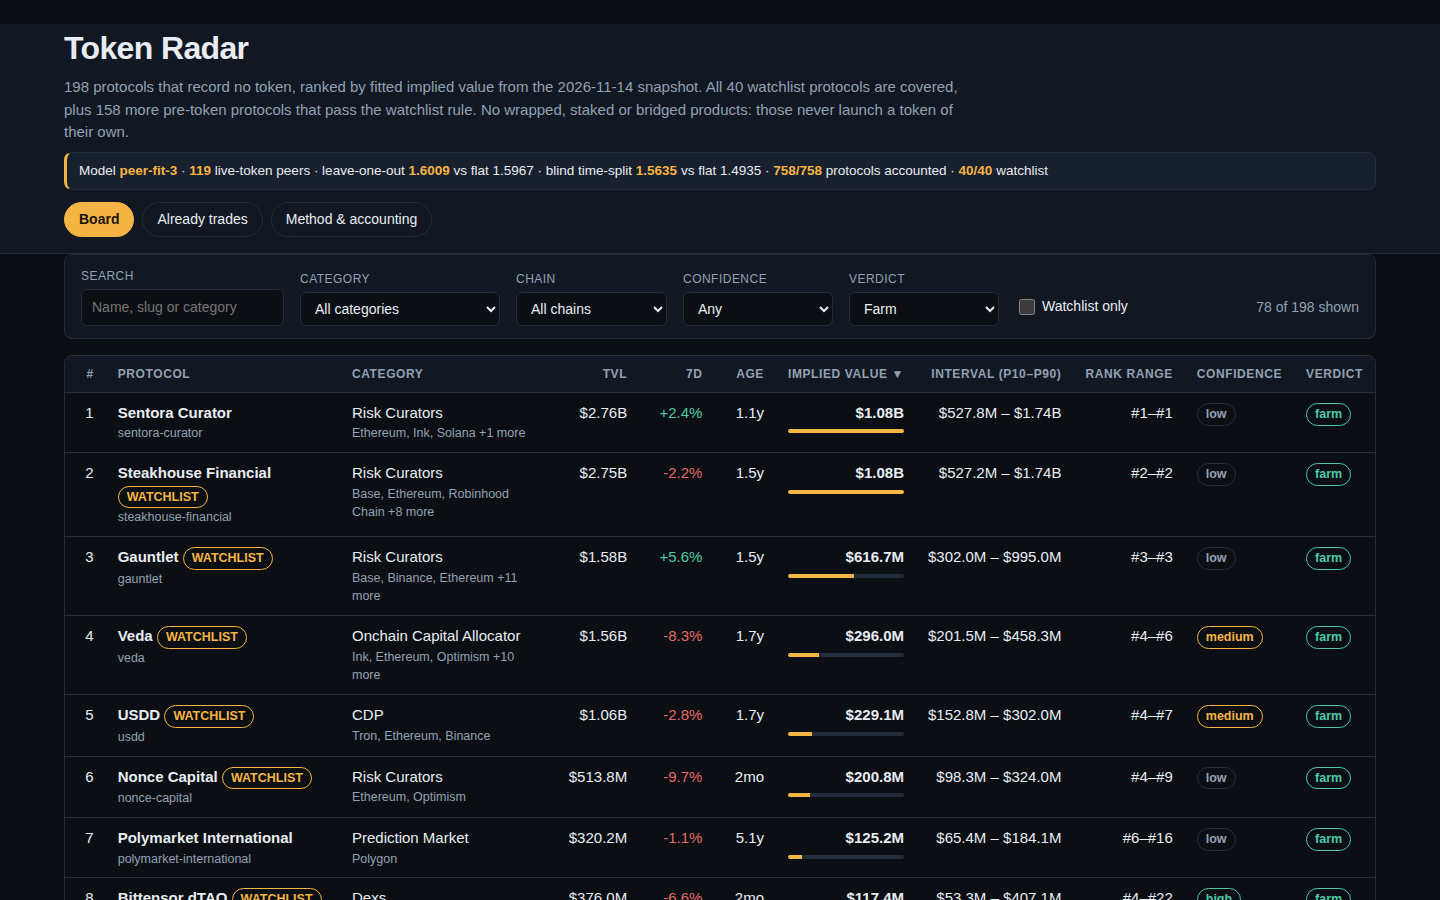 Token Radar
198 protocols that record no token, ranked by fitted implied value from the 2026-11-14 snapshot. All 40 watchlist protocols are covered,
plus 158 more pre-token protocols that pass the watchlist rule. No wrapped, staked or bridged products: those never launch a token of
their own.
Model peer-fit-3 · 119 live-token peers · leave-one-out 1.6009 vs flat 1.5967 · blind time-split 1.5635 vs flat 1.4935 · 758/758 protocols accounted · 40/40 watchlist
Board Already trades Method & accounting
SEARCH CATEGORY CHAIN CONFIDENCE VERDICT
Name, slug or category All categories All chains Any Farm Watchlist only 78 of 198 shown
# PROTOCOL CATEGORY TVL 7D AGE IMPLIED VALUE ▼ INTERVAL (P10–P90) RANK RANGE CONFIDENCE VERDICT
1 Sentora Curator Risk Curators $2.76B +2.4% 1.1y $1.08B $527.8M – $1.74B #1–#1 low farm
sentora-curator Ethereum, Ink, Solana +1 more
2 Steakhouse Financial Risk Curators $2.75B -2.2% 1.5y $1.08B $527.2M – $1.74B #2–#2 low farm
WATCHLIST Base, Ethereum, Robinhood
steakhouse-financial Chain +8 more
3 Gauntlet WATCHLIST Risk Curators $1.58B +5.6% 1.5y $616.7M $302.0M – $995.0M #3–#3 low farm
gauntlet Base, Binance, Ethereum +11
more
4 Veda WATCHLIST Onchain Capital Allocator $1.56B -8.3% 1.7y $296.0M $201.5M – $458.3M #4–#6 medium farm
veda Ink, Ethereum, Optimism +10
more
5 USDD WATCHLIST CDP $1.06B -2.8% 1.7y $229.1M $152.8M – $302.0M #4–#7 medium farm
usdd Tron, Ethereum, Binance
6 Nonce Capital WATCHLIST Risk Curators $513.8M -9.7% 2mo $200.8M $98.3M – $324.0M #4–#9 low farm
nonce-capital Ethereum, Optimism
7 Polymarket International Prediction Market $320.2M -1.1% 5.1y $125.2M $65.4M – $184.1M #6–#16 low farm
polymarket-international Polygon
8 Bittensor dTAO WATCHLIST Dexs $376.0M -6.6% 2mo $117.4M $53.3M – $407.1M #4–#22 high farm